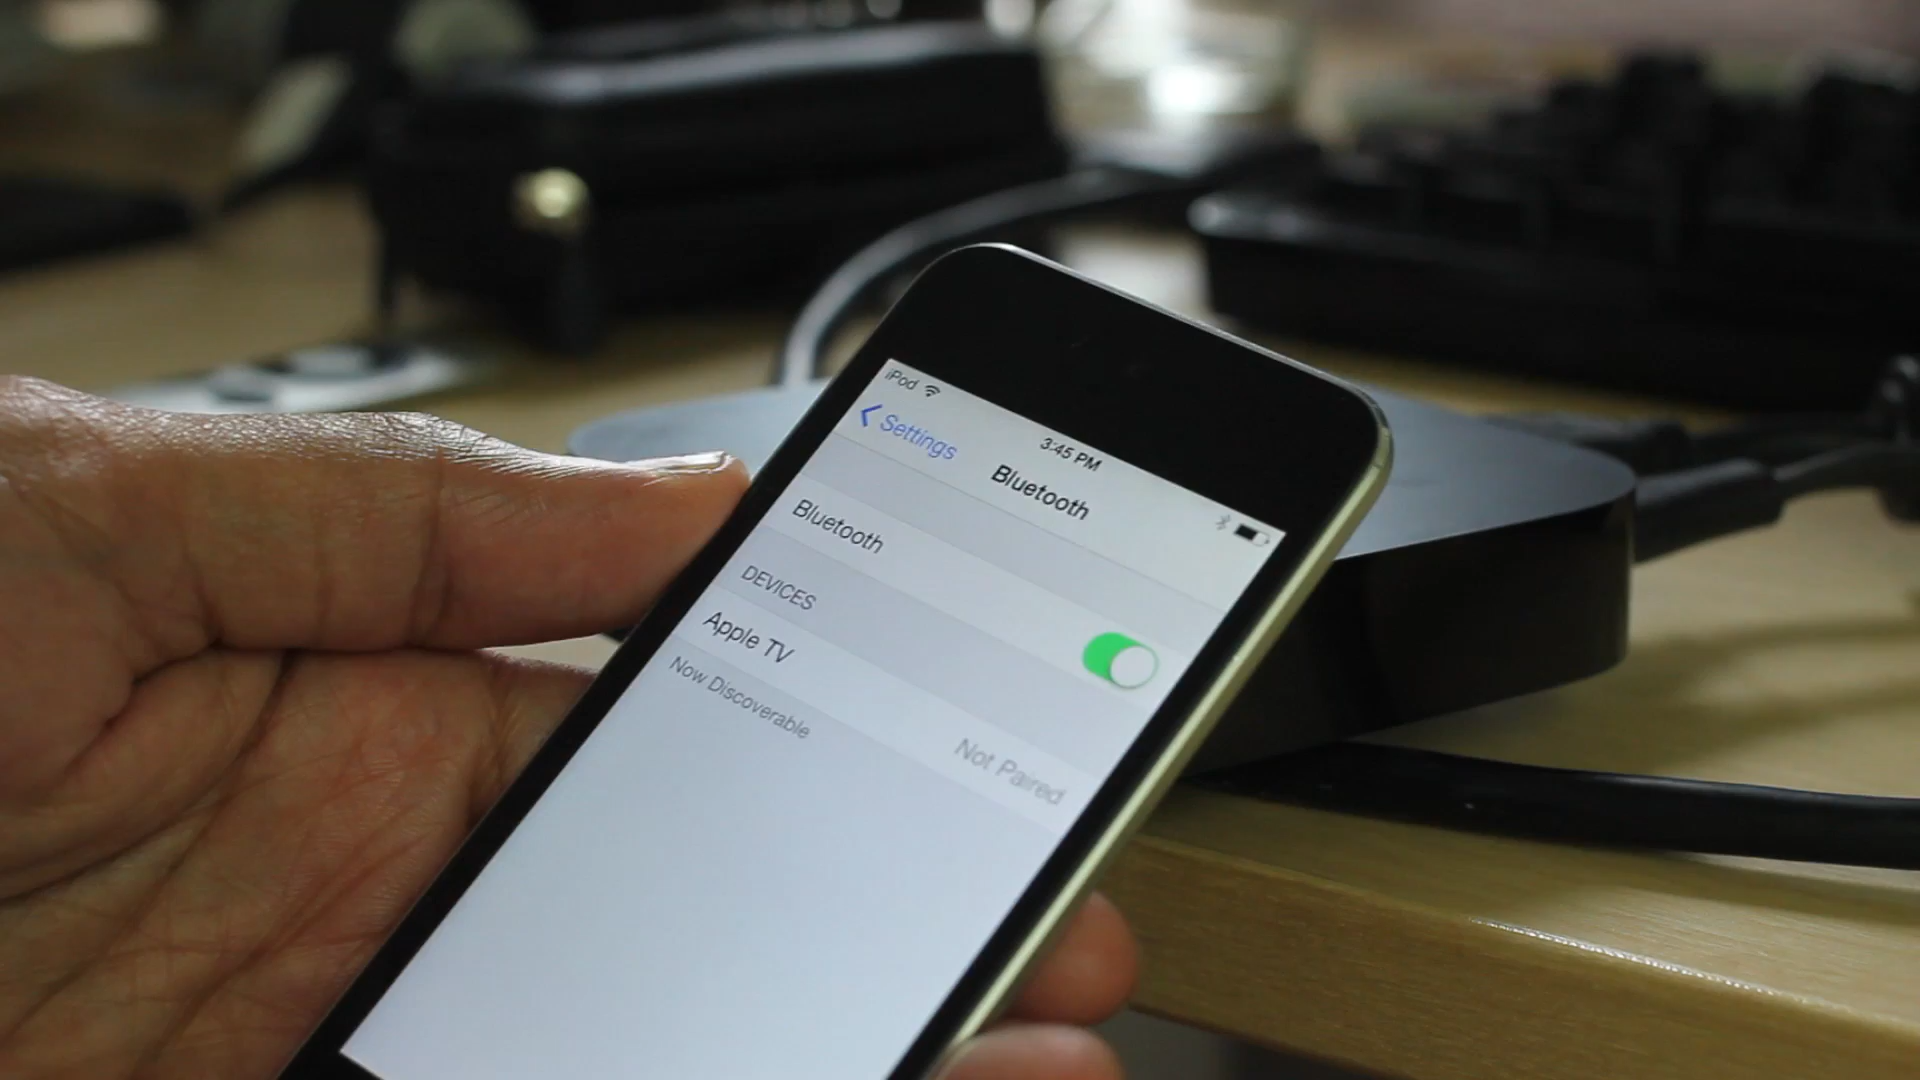 iPod
3:45 PM
Settings
Bluetooth
Bluetooth
DEVICES
Apple TV
Not Paired
Now Discoverable